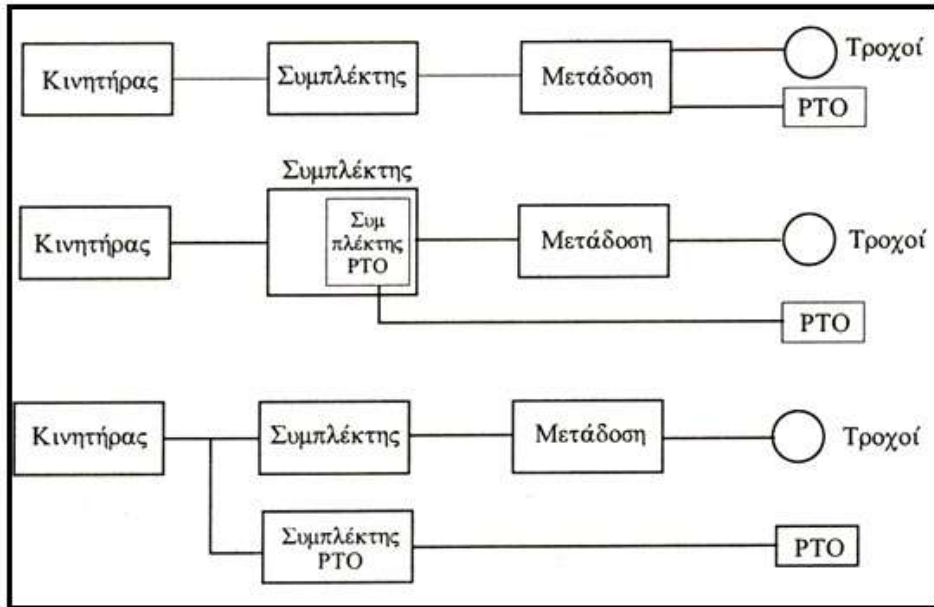 Κινητήρας
Συμπλέκτης
Μετάδοση
Τροχοί
PTO
Συμπλέκτης
Κινητήρας
Συμ
πλέκτης
PTO
Μετάδοση
Τροχοί
PTO
Κινητήρας
Συμπλέκτης
Μετάδοση
Τροχοί
Συμπλέκτης
PTO
PTO